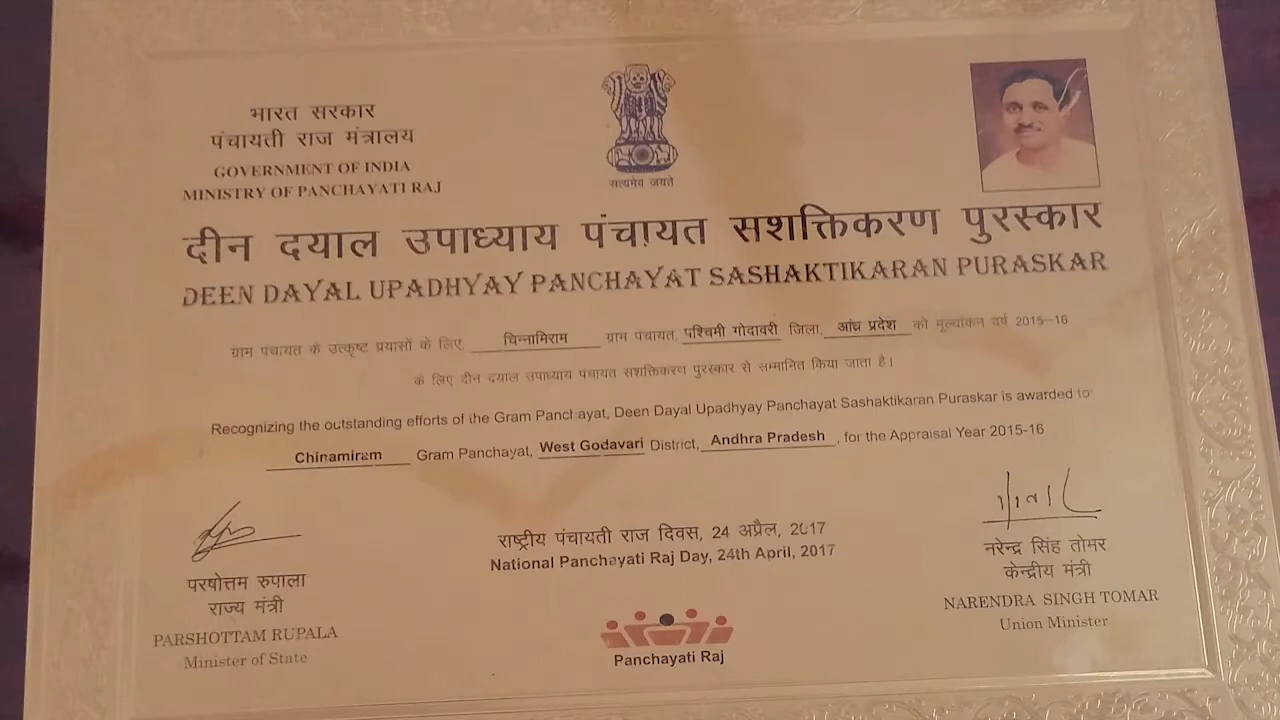 भारत सरकार
पंचायती राज मंत्रालय
GOVERNMENT OF INDIA
MINISTRY OF PANCHAYATI RAJ
सत्यमेव जयते
दीन दयाल उपाध्याय पंचायत सशक्तिकरण पुरस्कार
DEEN DAYAL UPADHYAY PANCHAYAT SASHAKTIKARAN PURASKAR
ग्राम पंचायत के उत्कृष्ट प्रयासों के लिए, चिन्नामिराम ग्राम पंचायत, पश्चिमी गोदावरी जिला, आंध्र प्रदेश को मूल्यांकन वर्ष 2015-16
के लिए दीन दयाल उपाध्याय पंचायत सशक्तिकरण पुरस्कार से सम्मानित किया जाता है।
Recognizing the outstanding efforts of the Gram Panchayat, Deen Dayal Upadhyay Panchayat Sashaktikaran Puraskar is awarded to
Chinamiram Gram Panchayat, West Godavari District, Andhra Pradesh, for the Appraisal Year 2015-16
राष्ट्रीय पंचायती राज दिवस, 24 अप्रैल, 2017
National Panchayati Raj Day, 24th April, 2017
परषोत्तम रुपाला
राज्य मंत्री
PARSHOTTAM RUPALA
Minister of State
नरेन्द्र सिंह तोमर
केन्द्रीय मंत्री
NARENDRA SINGH TOMAR
Union Minister
Panchayati Raj